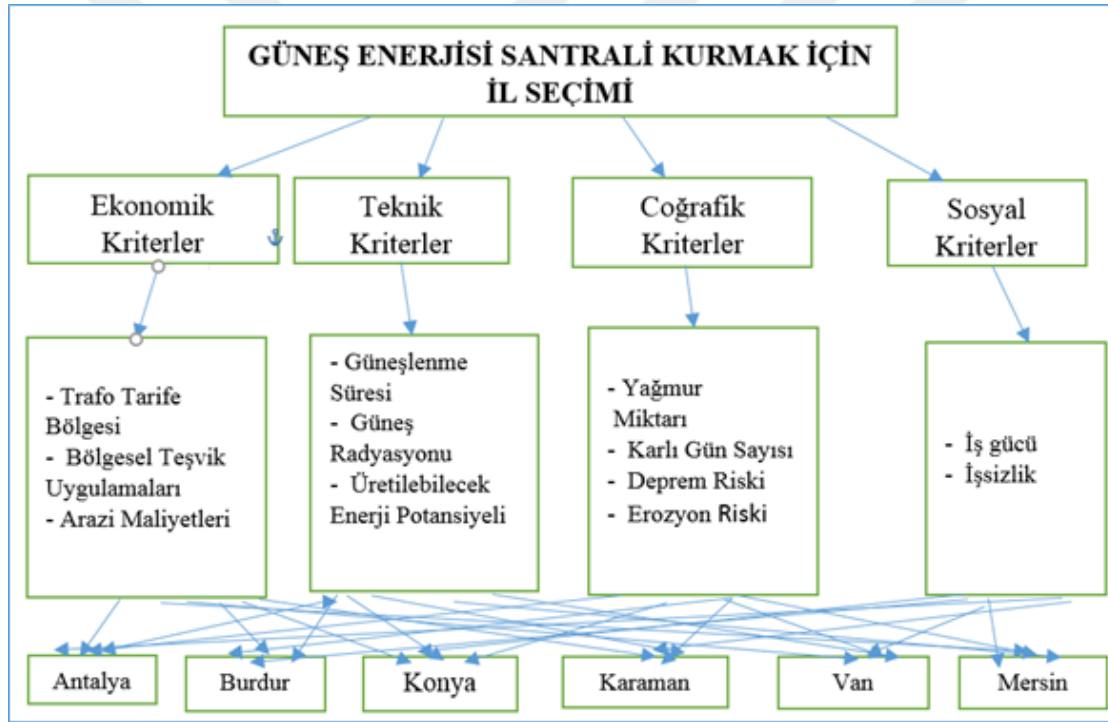 GÜNEŞ ENERJİSİ SANTRALİ KURMAK İÇİN
İL SEÇİMİ
Ekonomik
Kriterler
Teknik
Kriterler
Coğrafik
Kriterler
Sosyal
Kriterler
- Trafo Tarife
Bölgesi
- Bölgesel Teşvik
Uygulamaları
- Arazi Maliyetleri
- Güneşlenme
Süresi
- Güneş
Radyasyonu
- Üretilebilecek
Enerji Potansiyeli
- Yağmur
Miktarı
- Karlı Gün Sayısı
- Deprem Riski
- Erozyon Riski
- İş gücü
- İşsizlik
Antalya
Burdur
Konya
Karaman
Van
Mersin